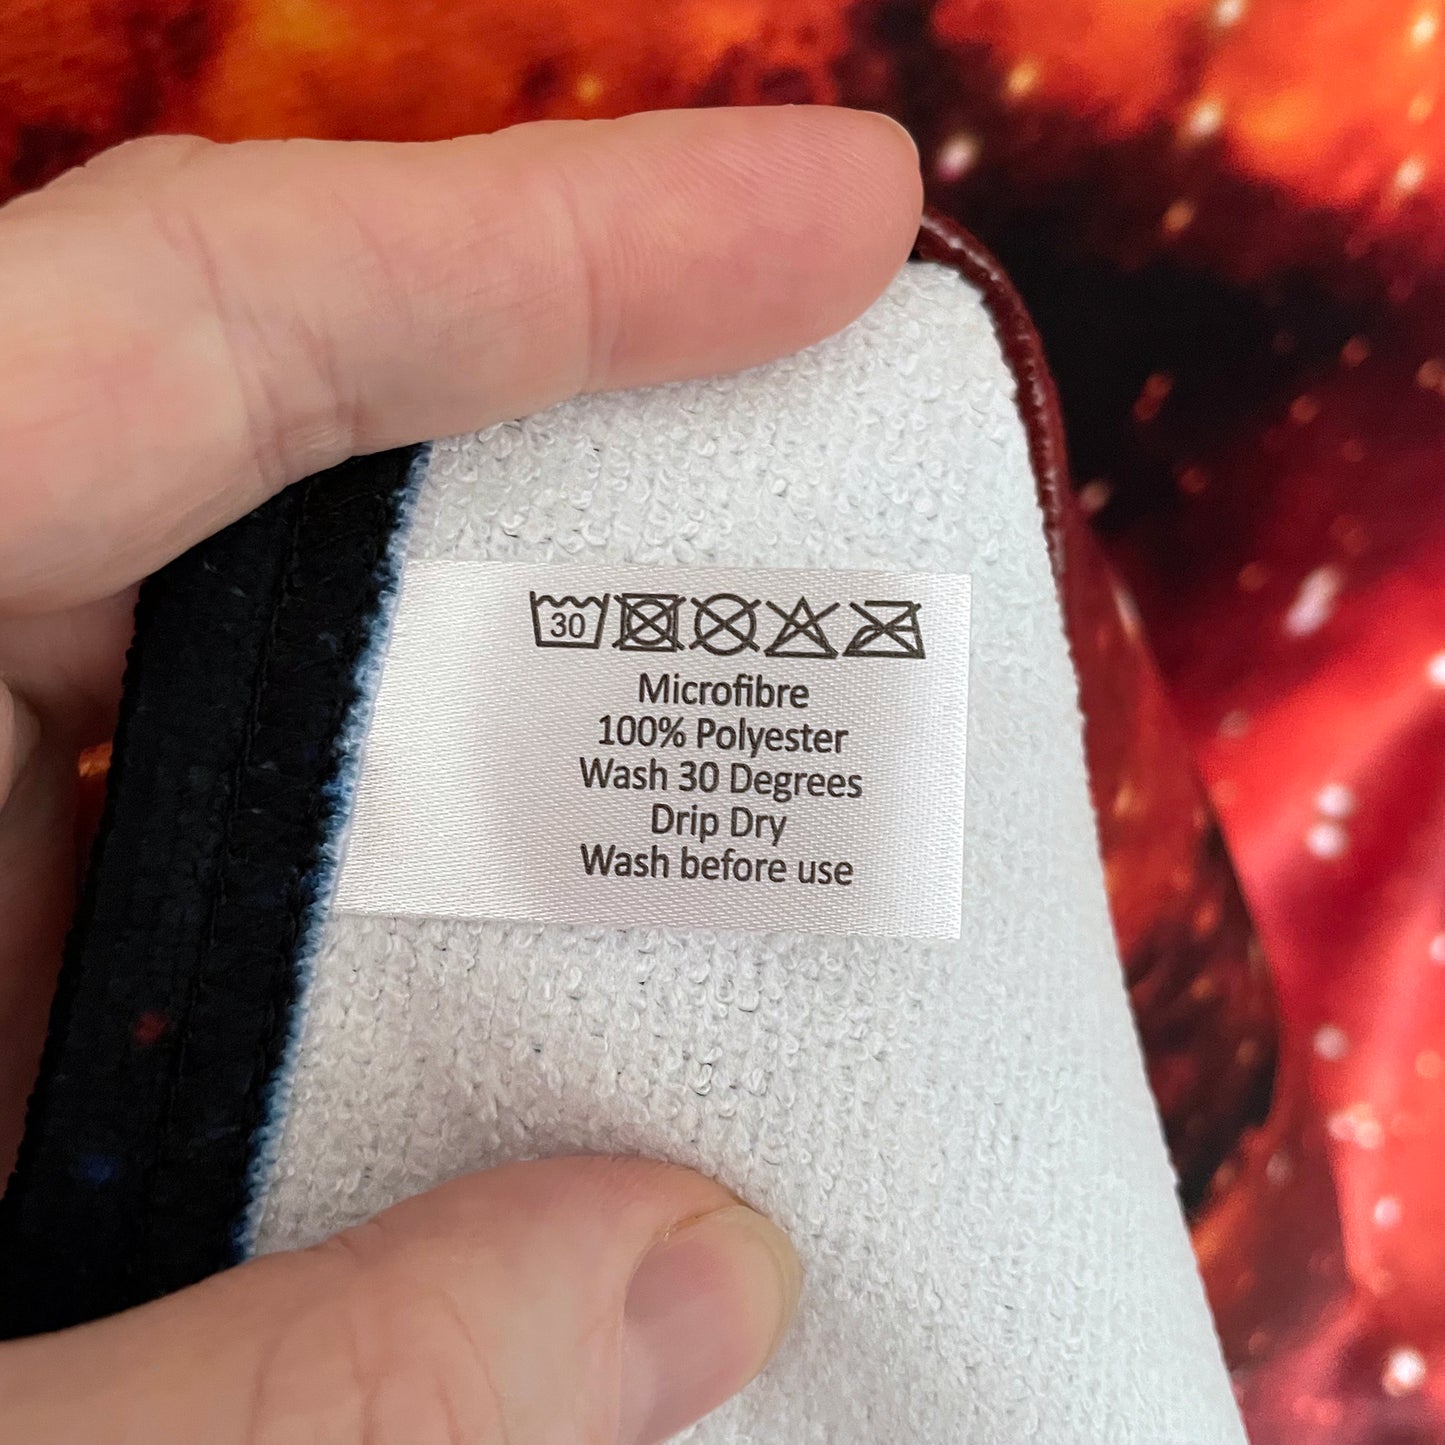 30
Microfibre
100% Polyester
Wash 30 Degrees
Drip Dry
Wash before use